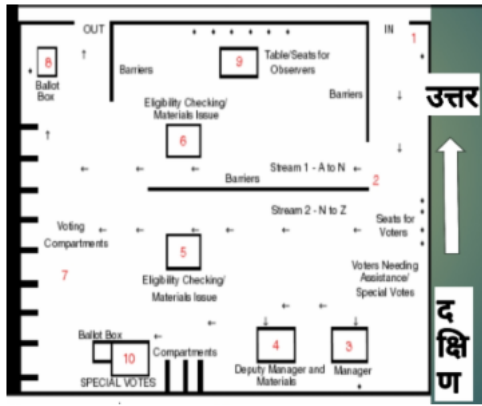 OUT
IN
1
8
9
Table/Seats for
Observers
Barriers
Ballot
Box
Barriers
उत्तर
Eligibility Checking/
Materials Issue
6
Stream 1 - A to N
2
Barriers
Stream 2 - N to Z
Seats for
Voters
Voting
Compartments
5
7
Voters Needing
Assistance/
Special Votes
Eligibility Checking/
Materials Issue
द
क्षि
ण
Ballot Box
10
Compartments
4
3
SPECIAL VOTES
Deputy Manager and
Materials
Manager